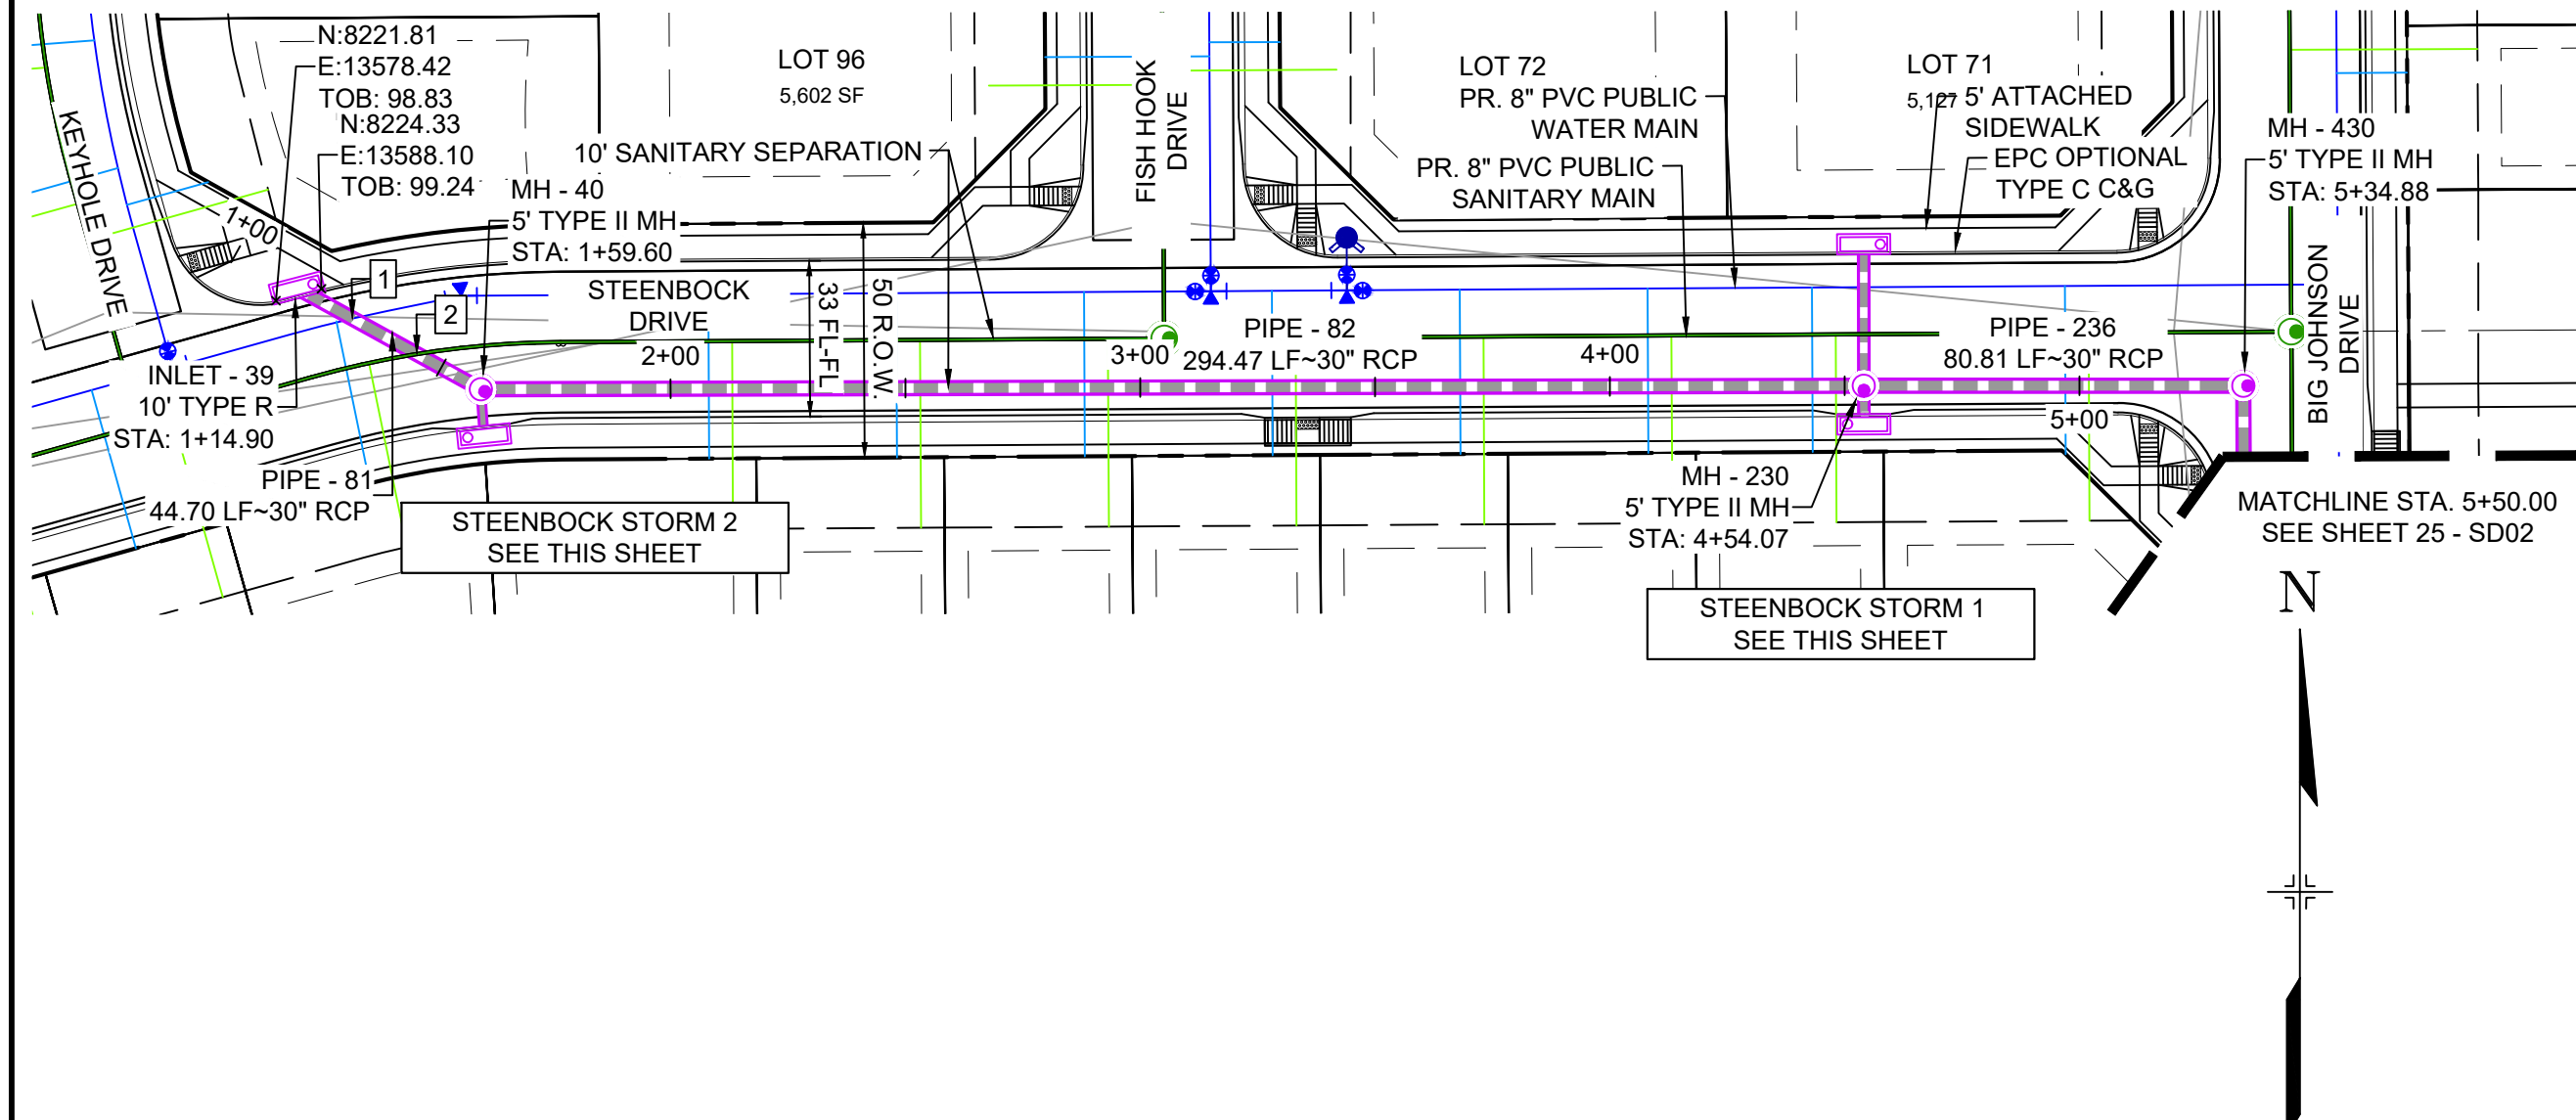 N:8221.81
E:13578.42
TOB: 98.83
N:8224.33
E:13588.10
TOB: 99.24
KEYHOLE DRIVE
1+00
LOT 96
5,602 SF
10' SANITARY SEPARATION
MH - 40
5' TYPE II MH
STA: 1+59.60
FISH HOOK
DRIVE
LOT 72
PR. 8" PVC PUBLIC
WATER MAIN
PR. 8" PVC PUBLIC
SANITARY MAIN
LOT 71
5,127
5' ATTACHED
SIDEWALK
EPC OPTIONAL
TYPE C C&G
MH - 430
5' TYPE II MH
STA: 5+34.88
1
2
STEENBOCK
DRIVE
33 FL-FL
50 R.O.W.
2+00
3+00
PIPE - 82
294.47 LF~30" RCP
4+00
PIPE - 236
80.81 LF~30" RCP
BIG JOHNSON
DRIVE
5+00
INLET - 39
10' TYPE R
STA: 1+14.90
PIPE - 81
44.70 LF~30" RCP
STEENBOCK STORM 2
SEE THIS SHEET
MH - 230
5' TYPE II MH
STA: 4+54.07
STEENBOCK STORM 1
SEE THIS SHEET
MATCHLINE STA. 5+50.00
SEE SHEET 25 - SD02
N